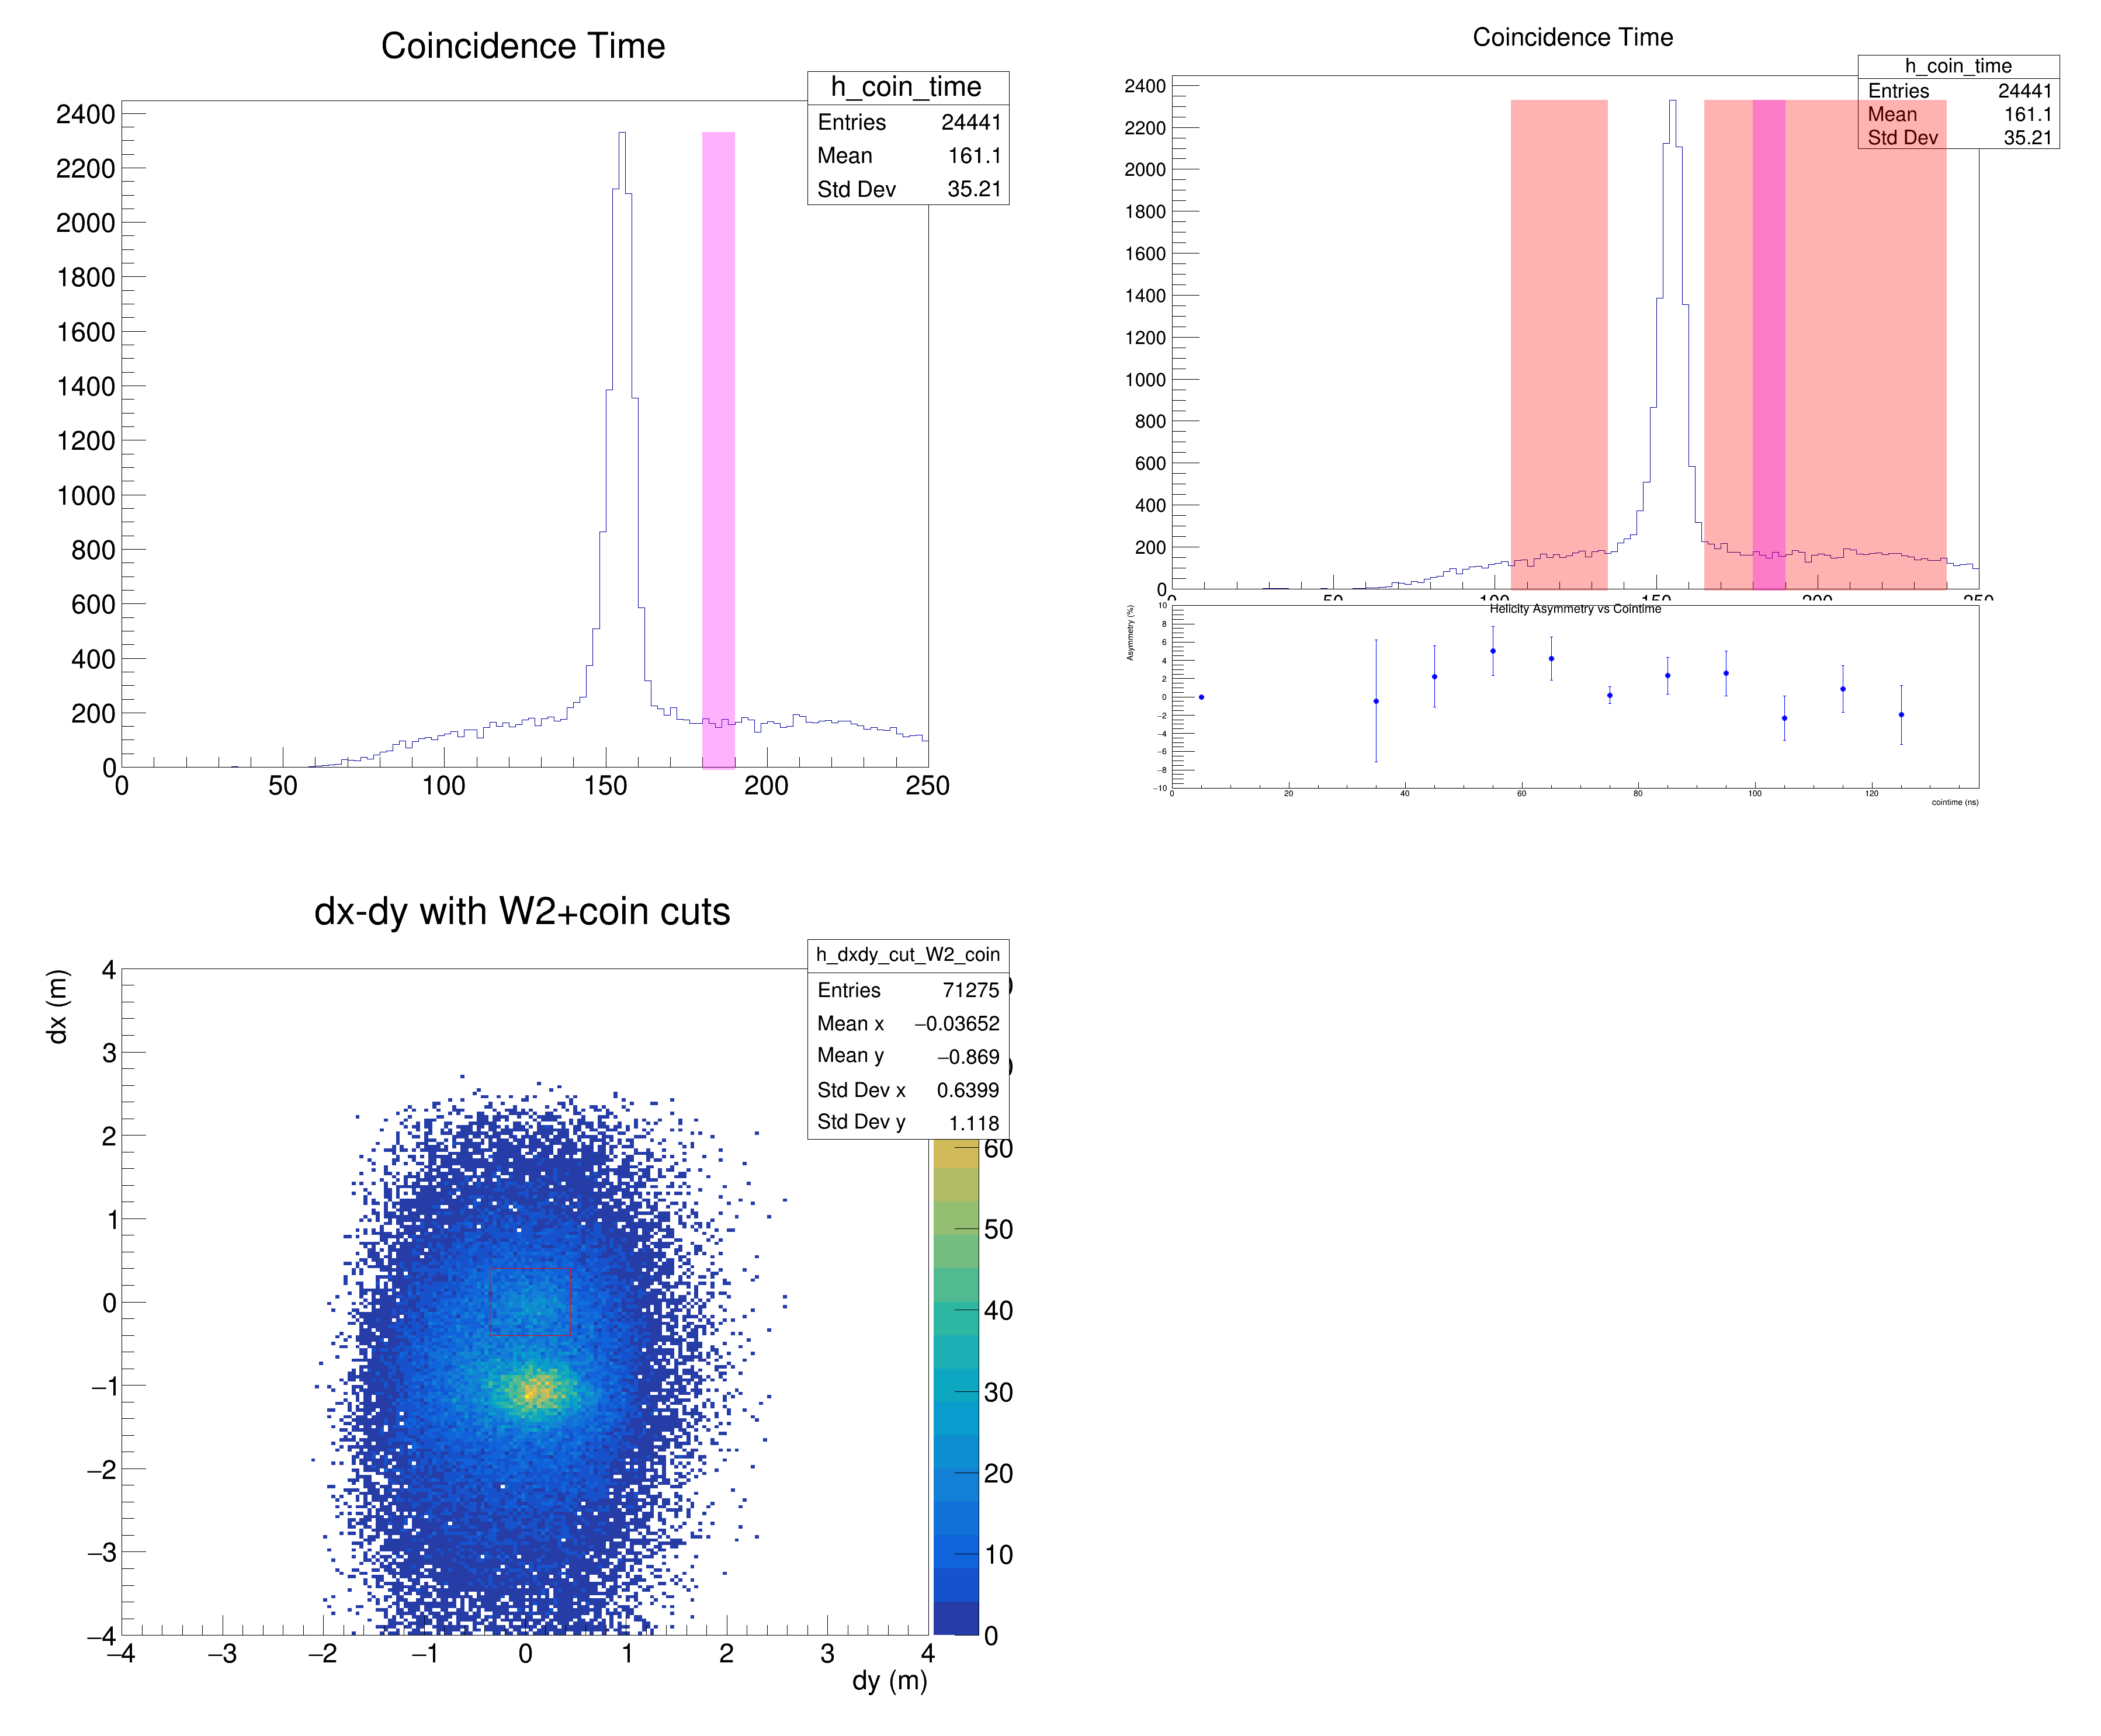 Coincidence Time
h_coin_time
Entries 24441
Mean 161.1
Std Dev 35.21
2400
2200
2000
1800
1600
1400
1200
1000
800
600
400
200
0
0 50 100 150 200 250
Coincidence Time
h_coin_time
Entries 24441
Mean 161.1
Std Dev 35.21
2400
2200
2000
1800
1600
1400
1200
1000
800
600
400
200
0
0 50 100 150 200 250
Helicity Asymmetry vs Cointime
Asymmetry (%)
10
8
6
4
2
0
−2
−4
−6
−8
−10
0 20 40 60 80 100 120
cointime (ns)
dx-dy with W2+coin cuts
h_dxdy_cut_W2_coin
Entries 71275
Mean x −0.03652
Mean y −0.869
Std Dev x 0.6399
Std Dev y 1.118
dx (m)
4
3
2
1
0
−1
−2
−3
−4
−4 −3 −2 −1 0 1 2 3 4
dy (m)
60
50
40
30
20
10
0